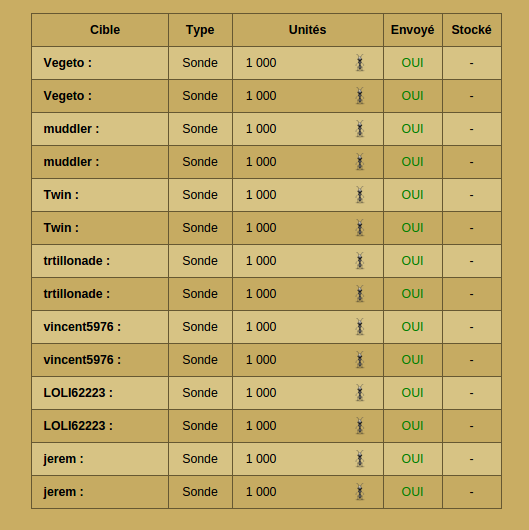 Cible Type Unités Envoyé Stocké
Vegeto : Sonde 1 000 OUI -
Vegeto : Sonde 1 000 OUI -
muddler : Sonde 1 000 OUI -
muddler : Sonde 1 000 OUI -
Twin : Sonde 1 000 OUI -
Twin : Sonde 1 000 OUI -
trtillonade : Sonde 1 000 OUI -
trtillonade : Sonde 1 000 OUI -
vincent5976 : Sonde 1 000 OUI -
vincent5976 : Sonde 1 000 OUI -
LOLI62223 : Sonde 1 000 OUI -
LOLI62223 : Sonde 1 000 OUI -
jerem : Sonde 1 000 OUI -
jerem : Sonde 1 000 OUI -